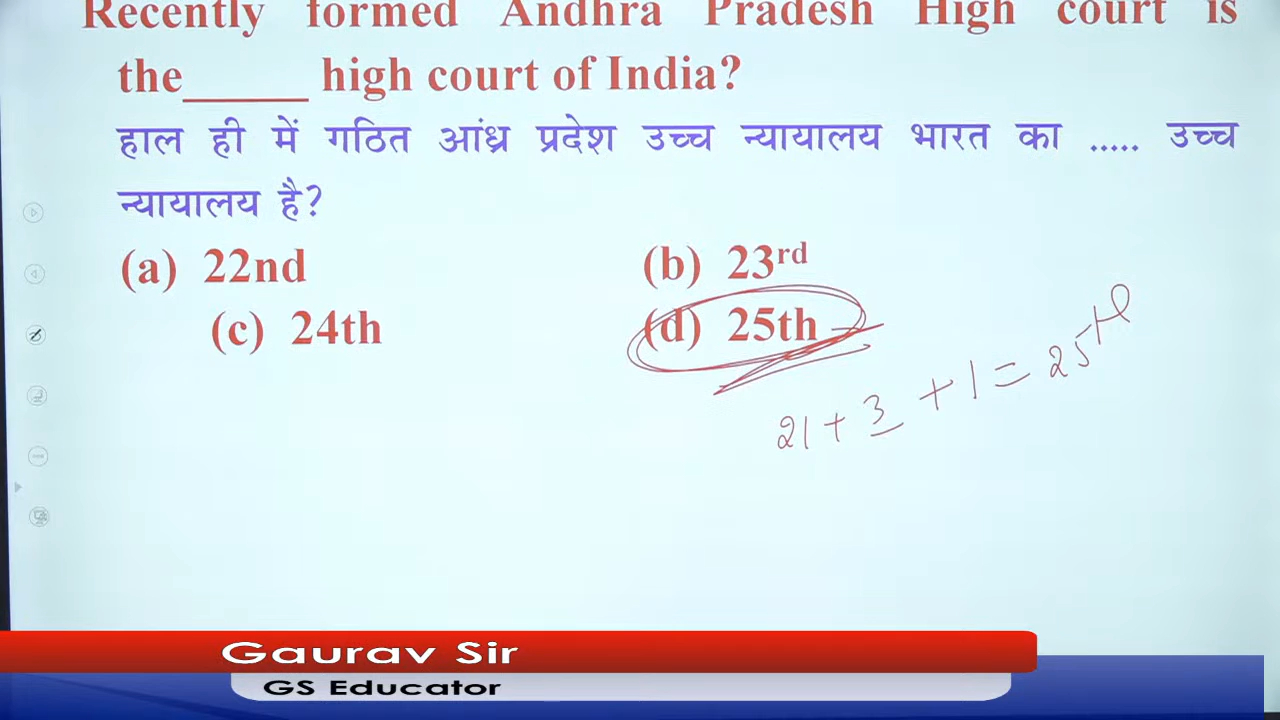 Recently formed Andhra Pradesh High court is
the_____ high court of India?
हाल ही में गठित आंध्र प्रदेश उच्च न्यायालय भारत का ..... उच्च
न्यायालय है?
(a) 22nd (b) 23rd
(c) 24th (d) 25th
21 + 3 + 1 = 25th
Gaurav Sir
GS Educator